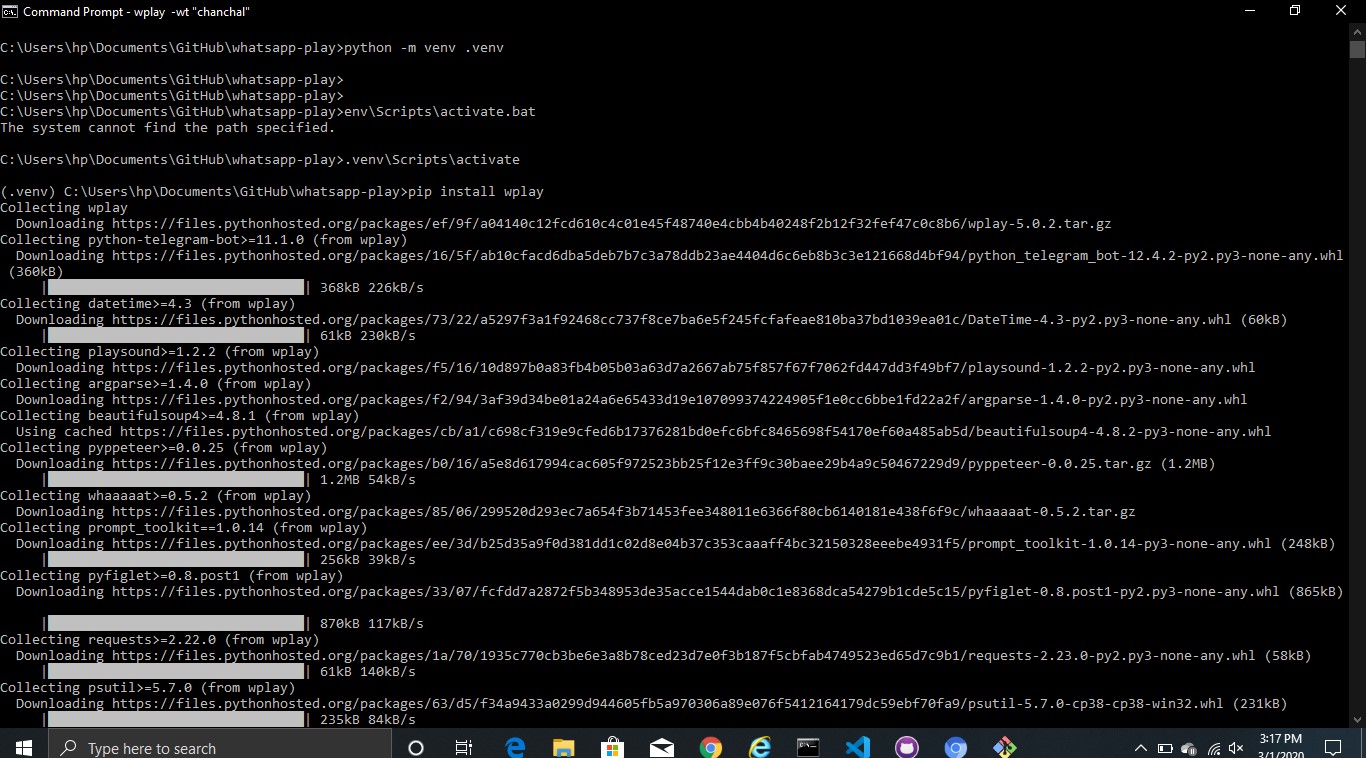 Command Prompt - wplay  -wt "chanchal"
C:\Users\hp\Documents\GitHub\whatsapp-play>python -m venv .venv
C:\Users\hp\Documents\GitHub\whatsapp-play>
C:\Users\hp\Documents\GitHub\whatsapp-play>
C:\Users\hp\Documents\GitHub\whatsapp-play>env\Scripts\activate.bat
The system cannot find the path specified.
C:\Users\hp\Documents\GitHub\whatsapp-play>.venv\Scripts\activate
(.venv) C:\Users\hp\Documents\GitHub\whatsapp-play>pip install wplay
Collecting wplay
  Downloading https://files.pythonhosted.org/packages/ef/9f/a04140c12fcd610c4c01e45f48740e4cbb4b40248f2b12f32fef47c0c8b6/wplay-5.0.2.tar.gz
Collecting python-telegram-bot>=11.1.0 (from wplay)
  Downloading https://files.pythonhosted.org/packages/16/5f/ab10cfacd6dba5deb7b7c3a78ddb23ae4404d6c6eb8b3c3e121668d4bf94/python_telegram_bot-12.4.2-py2.py3-none-any.whl
 (360kB)
     |████████████████████████████████| 368kB 226kB/s
Collecting datetime>=4.3 (from wplay)
  Downloading https://files.pythonhosted.org/packages/73/22/a5297f3a1f92468cc737f8ce7ba6e5f245fcfafeae810ba37bd1039ea01c/DateTime-4.3-py2.py3-none-any.whl (60kB)
     |████████████████████████████████| 61kB 230kB/s
Collecting playsound>=1.2.2 (from wplay)
  Downloading https://files.pythonhosted.org/packages/f5/16/10d897b0a83fb4b05b03a63d7a2667ab75f857f67f7062fd447dd3f49bf7/playsound-1.2.2-py2.py3-none-any.whl
Collecting argparse>=1.4.0 (from wplay)
  Downloading https://files.pythonhosted.org/packages/f2/94/3af39d34be01a24a6e65433d19e107099374224905f1e0cc6bbe1fd22a2f/argparse-1.4.0-py2.py3-none-any.whl
Collecting beautifulsoup4>=4.8.1 (from wplay)
  Using cached https://files.pythonhosted.org/packages/cb/a1/c698cf319e9cfed6b17376281bd0efc6bfc8465698f54170ef60a485ab5d/beautifulsoup4-4.8.2-py3-none-any.whl
Collecting pyppeteer>=0.0.25 (from wplay)
  Downloading https://files.pythonhosted.org/packages/b0/16/a5e8d617994cac605f972523bb25f12e3ff9c30baee29b4a9c50467229d9/pyppeteer-0.0.25.tar.gz (1.2MB)
     |████████████████████████████████| 1.2MB 54kB/s
Collecting whaaaaat>=0.5.2 (from wplay)
  Downloading https://files.pythonhosted.org/packages/85/06/299520d293ec7a654f3b71453fee348011e6366f80cb6140181e438f6f9c/whaaaaat-0.5.2.tar.gz
Collecting prompt_toolkit==1.0.14 (from wplay)
  Downloading https://files.pythonhosted.org/packages/ee/3d/b25d35a9f0d381dd1c02d8e04b37c353caaaff4bc32150328eeebe4931f5/prompt_toolkit-1.0.14-py3-none-any.whl (248kB)
     |████████████████████████████████| 256kB 39kB/s
Collecting pyfiglet>=0.8.post1 (from wplay)
  Downloading https://files.pythonhosted.org/packages/33/07/fcfdd7a2872f5b348953de35acce1544dab0c1e8368dca54279b1cde5c15/pyfiglet-0.8.post1-py2.py3-none-any.whl (865kB)
     |████████████████████████████████| 870kB 117kB/s
Collecting requests>=2.22.0 (from wplay)
  Downloading https://files.pythonhosted.org/packages/1a/70/1935c770cb3be6e3a8b78ced23d7e0f3b187f5cbfab4749523ed65d7c9b1/requests-2.23.0-py2.py3-none-any.whl (58kB)
     |████████████████████████████████| 61kB 140kB/s
Collecting psutil>=5.7.0 (from wplay)
  Downloading https://files.pythonhosted.org/packages/63/d5/f34a9433a0299d944605fb5a970306a89e076f5412164179dc59ebf70fa9/psutil-5.7.0-cp38-cp38-win32.whl (231kB)
     |████████████████████████████████| 235kB 84kB/s
Type here to search
3:17 PM
3/1/2020